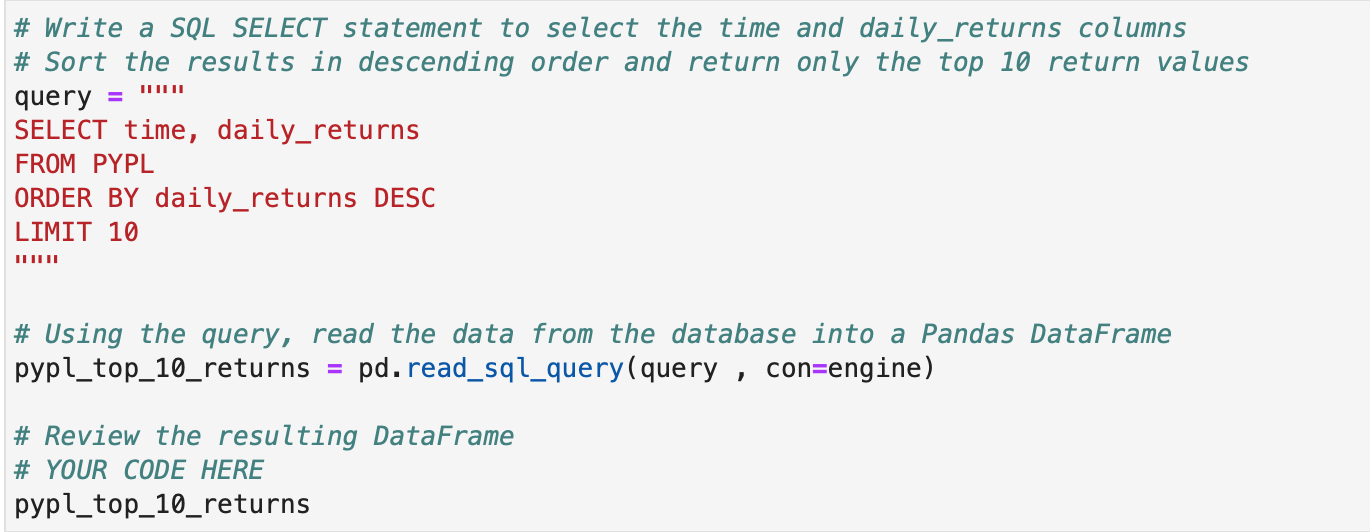 # Write a SQL SELECT statement to select the time and daily_returns columns
# Sort the results in descending order and return only the top 10 return values
query = """
SELECT time, daily_returns
FROM PYPL
ORDER BY daily_returns DESC
LIMIT 10
"""
# Using the query, read the data from the database into a Pandas DataFrame
pypl_top_10_returns = pd.read_sql_query(query , con=engine)
# Review the resulting DataFrame
# YOUR CODE HERE
pypl_top_10_returns